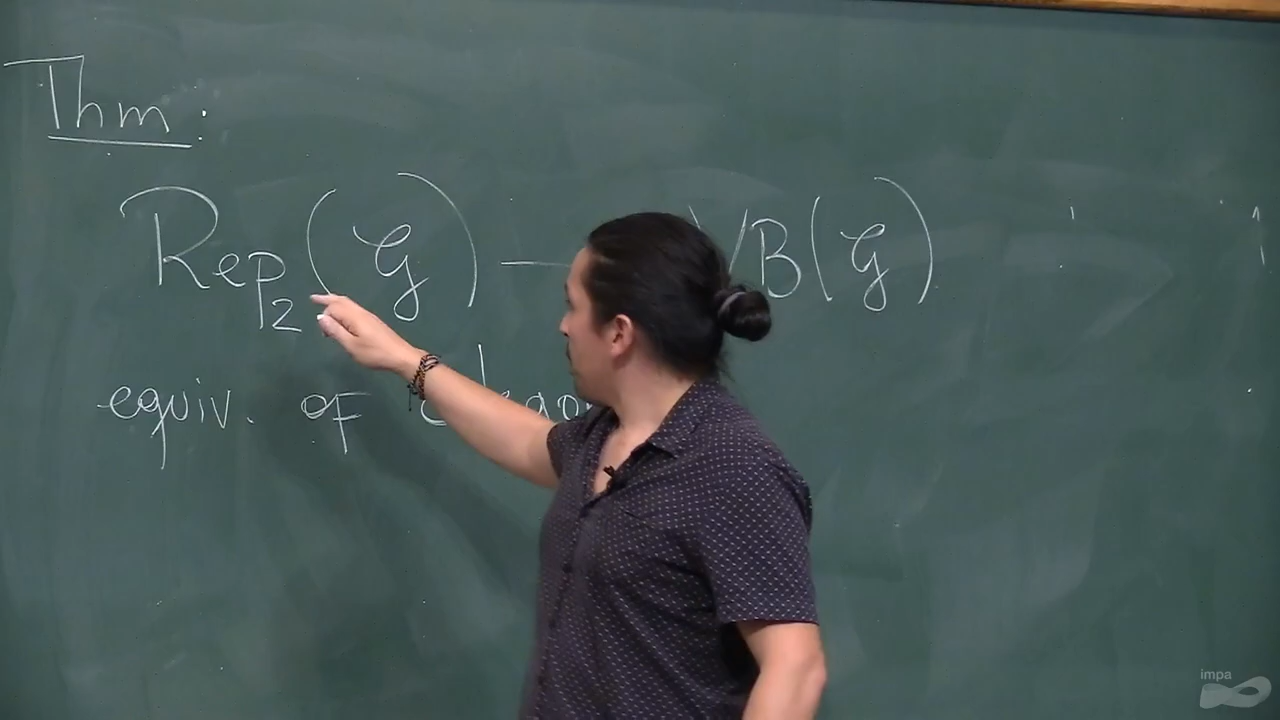 Thm:
Rep₂(𝒢) — VB(𝒢)
equiv. of
impa